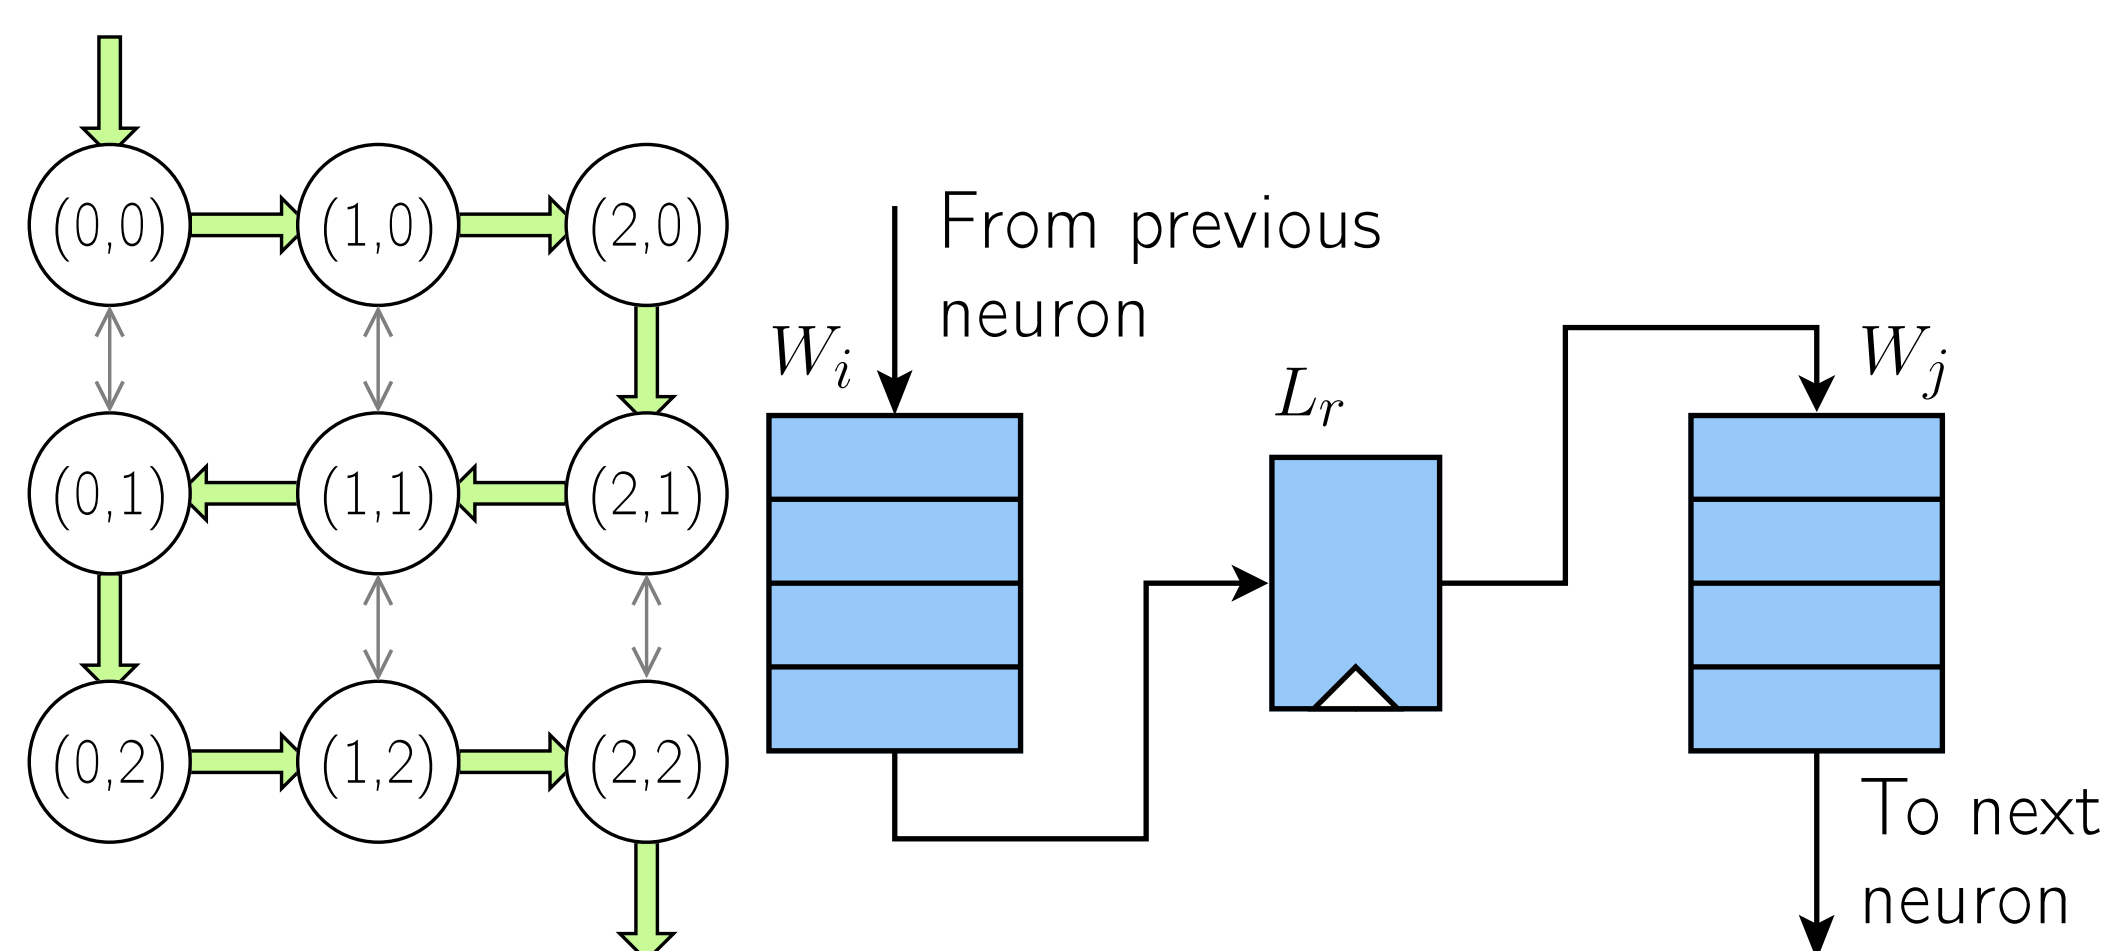 (0,0)
(1,0)
(2,0)
(0,1)
(1,1)
(2,1)
(0,2)
(1,2)
(2,2)
From previous
neuron
W_i
L_r
W_j
To next
neuron